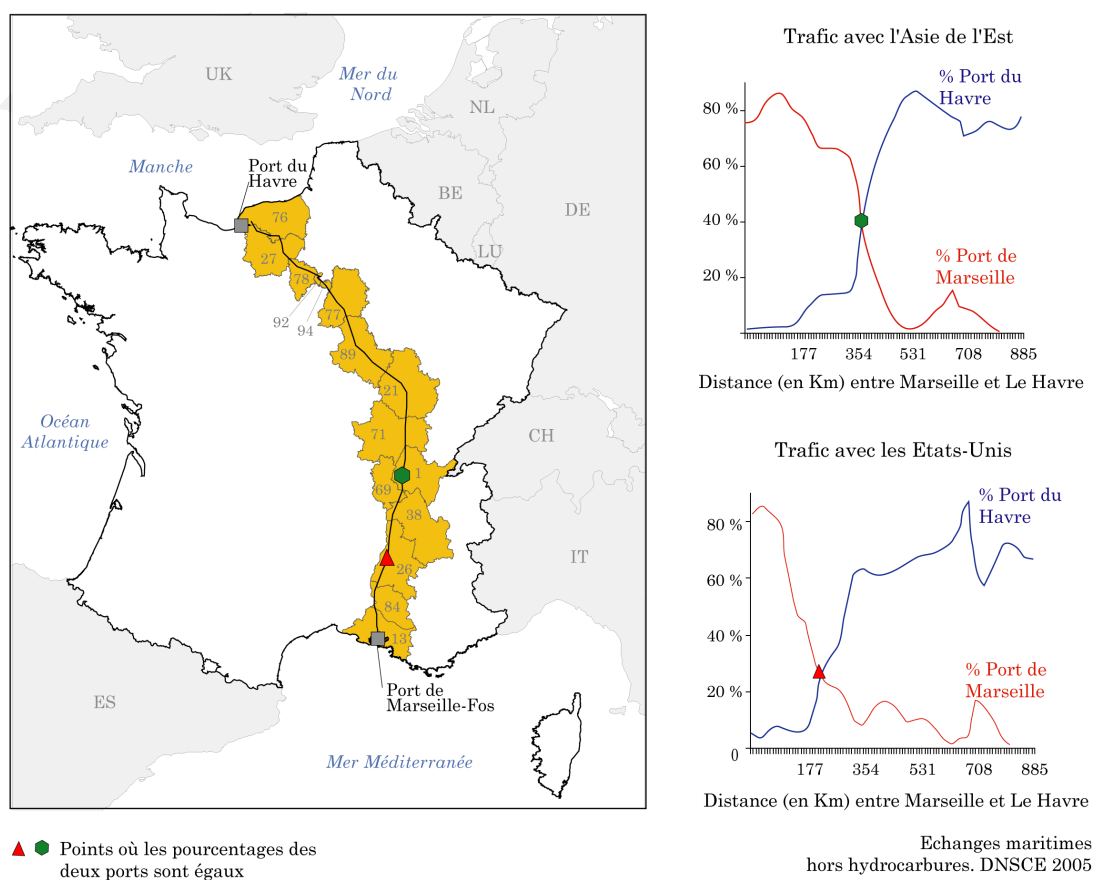 UK
Mer du
Nord
NL
Manche
Port du
Havre
BE
DE
LU
76
27
78
92
94
77
89
21
71
1
69
38
26
84
13
Océan
Atlantique
CH
IT
ES
Port de
Marseille-Fos
Mer Méditerranée
Points où les pourcentages des
deux ports sont égaux
Trafic avec l'Asie de l'Est
% Port du
Havre
80 %
60 %
40 %
20 %
% Port de
Marseille
177 354 531 708 885
Distance (en Km) entre Marseille et Le Havre
Trafic avec les Etats-Unis
% Port du
Havre
80 %
60 %
40 %
20 %
0
% Port de
Marseille
177 354 531 708 885
Distance (en Km) entre Marseille et Le Havre
Echanges maritimes
hors hydrocarbures. DNSCE 2005